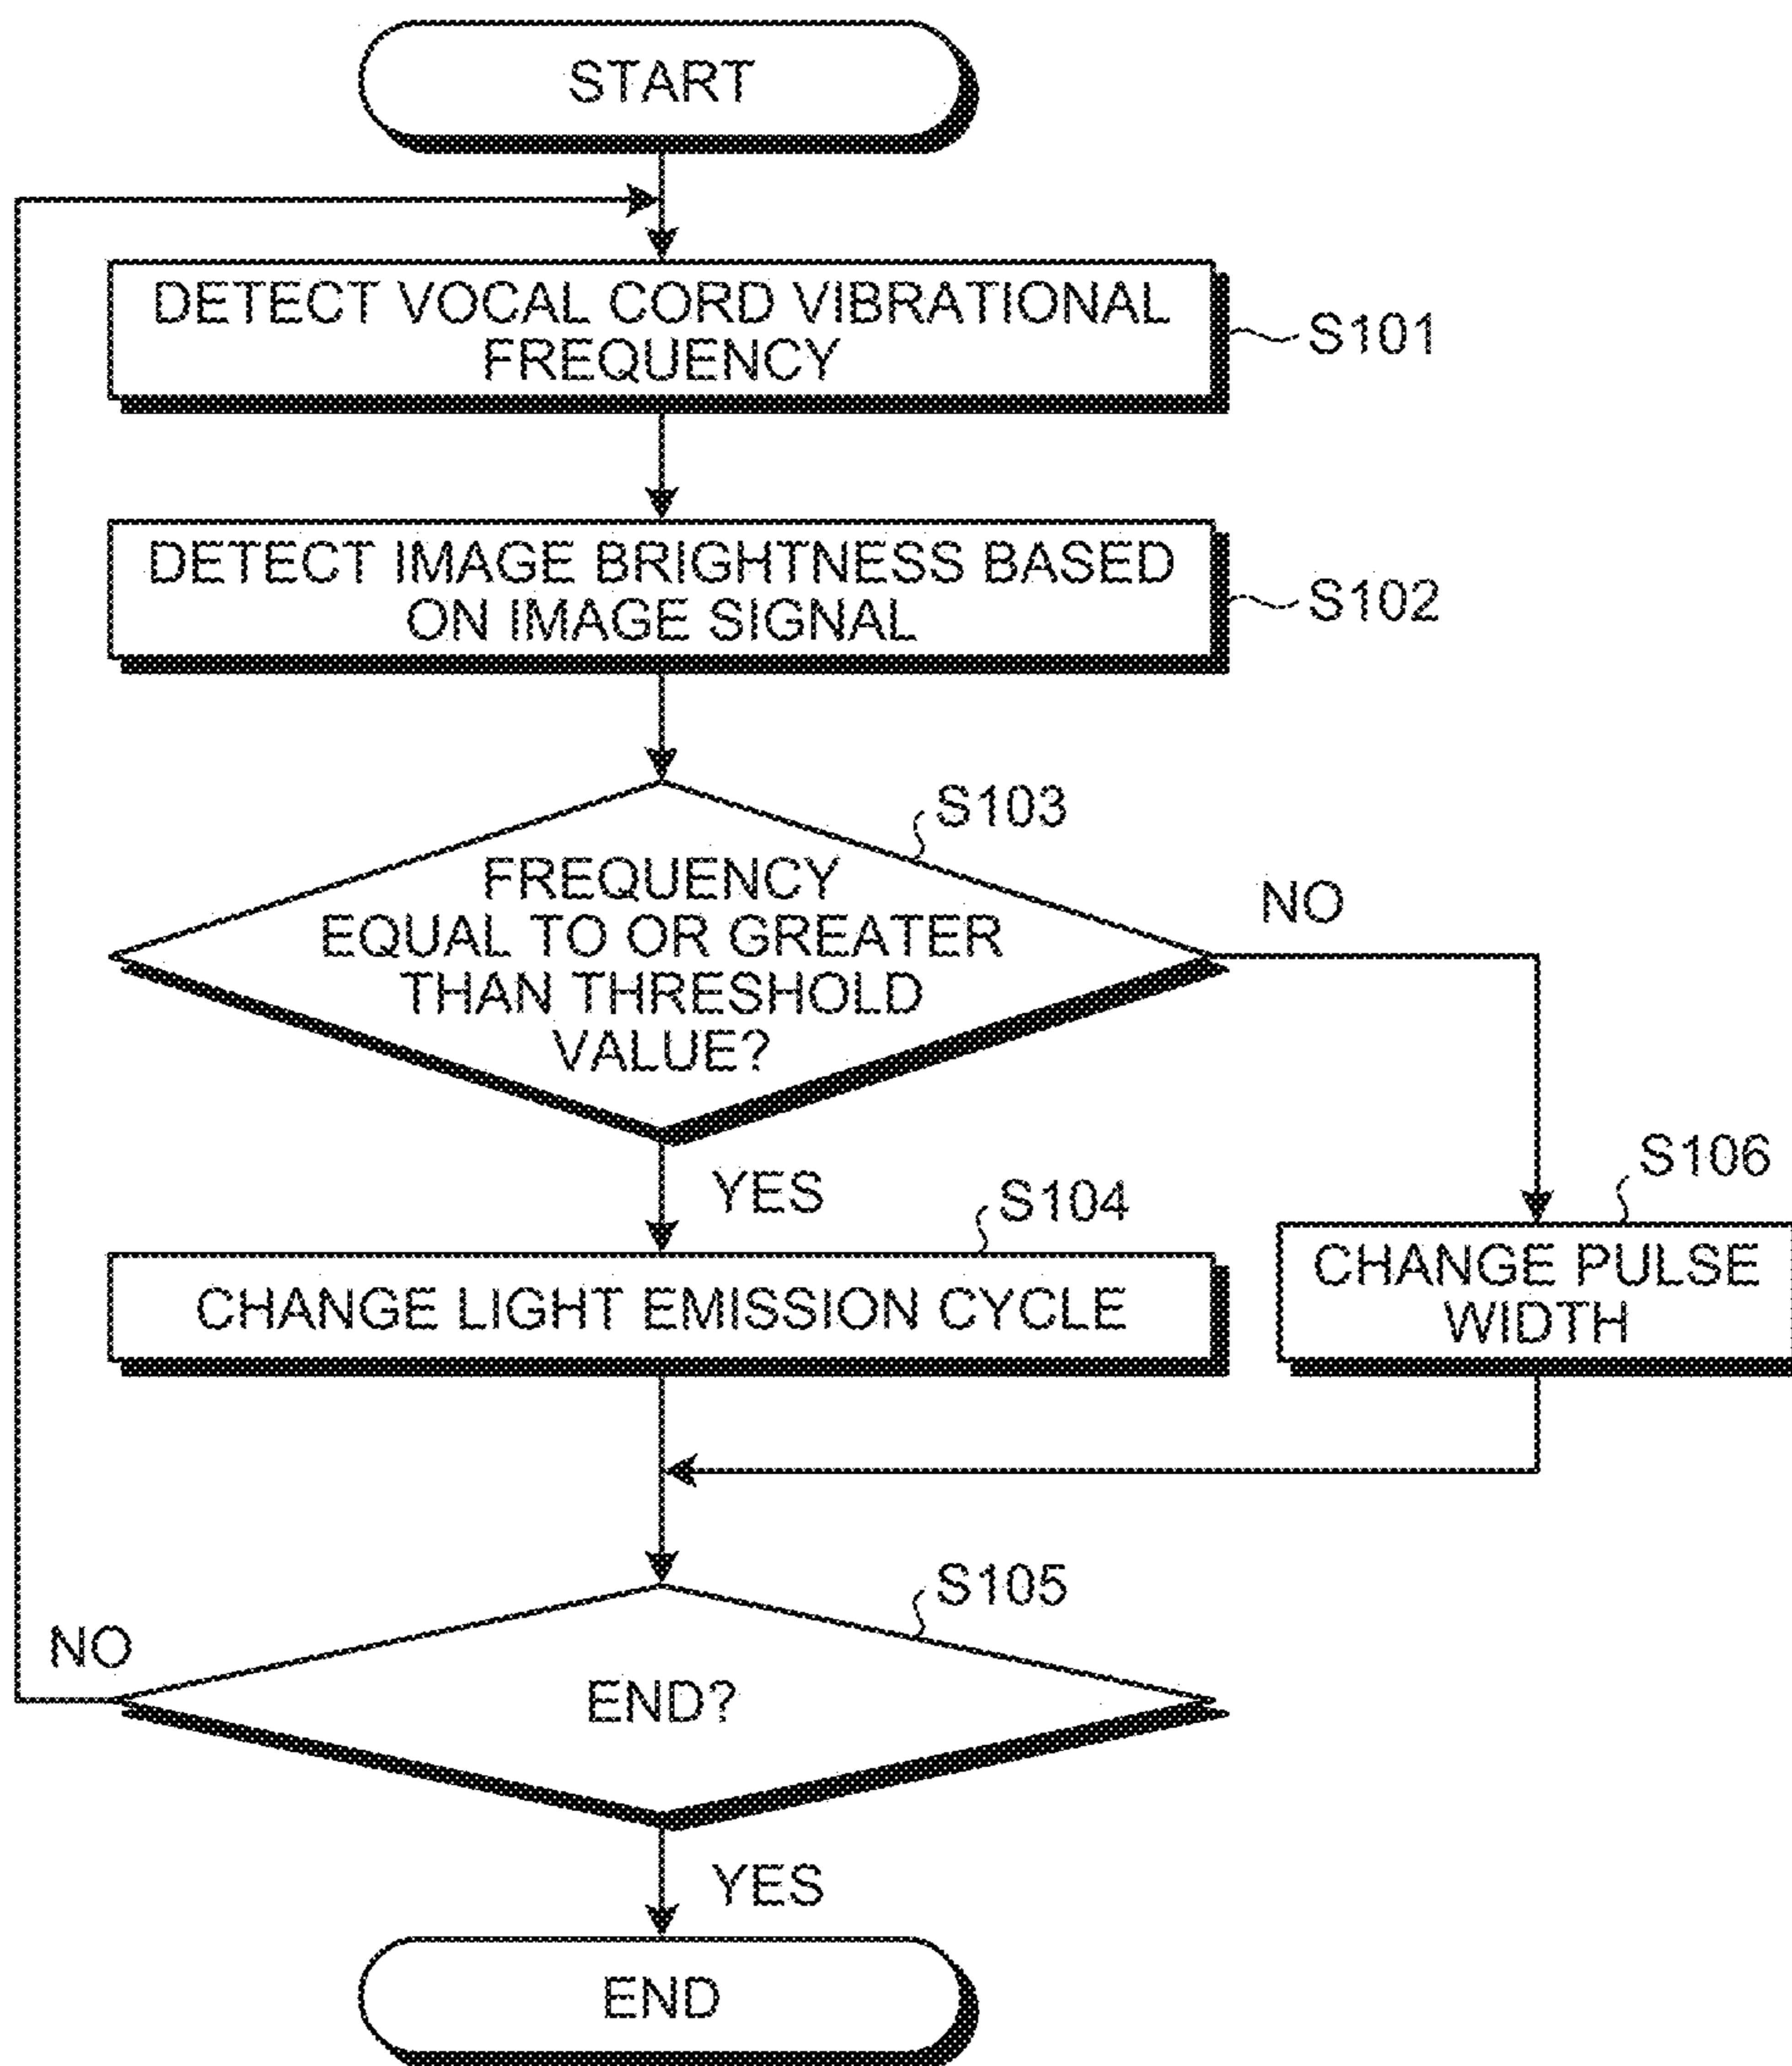 START
DETECT VOCAL CORD VIBRATIONAL
FREQUENCY
S101
DETECT IMAGE BRIGHTNESS BASED
ON IMAGE SIGNAL
S102
S103
FREQUENCY
EQUAL TO OR GREATER
THAN THRESHOLD
VALUE?
NO
YES
S104
CHANGE LIGHT EMISSION CYCLE
S106
CHANGE PULSE
WIDTH
S105
NO
END?
YES
END